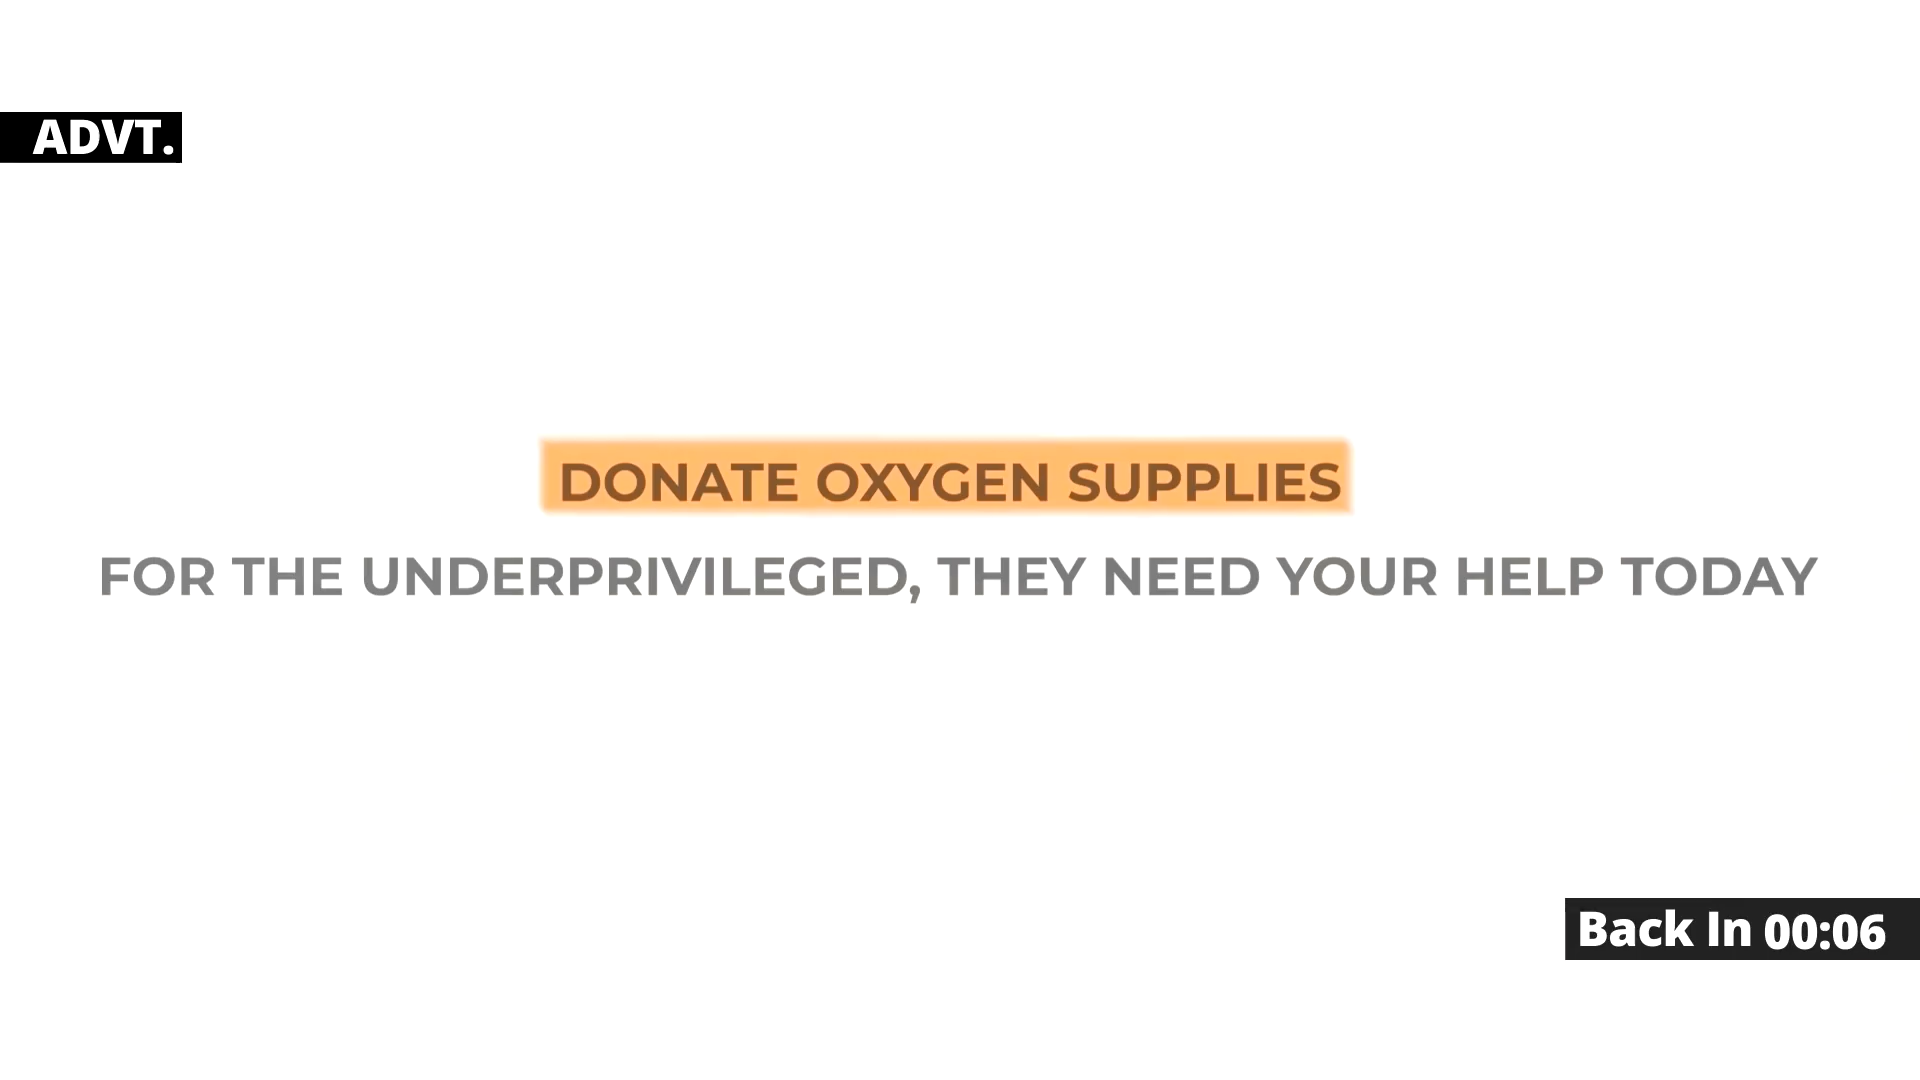 ADVT.
DONATE OXYGEN SUPPLIES
FOR THE UNDERPRIVILEGED, THEY NEED YOUR HELP TODAY
Back In 00:06